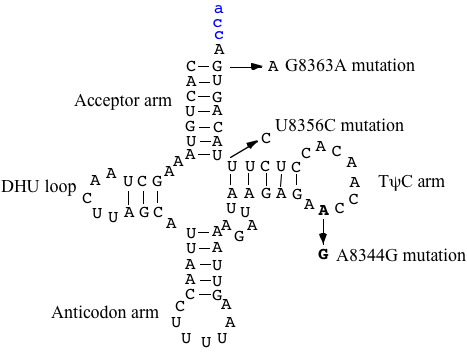 a
c
c
A
C G A G8363A mutation
A U
C G
Acceptor arm
U A
G C
U8356C mutation
C
U A
A U
A A A G
U U C U C C A C A A A C C A A G
A G A G
TψC arm
DHU loop
A A U C G
C U U U A G C A
A U A U A G A
G A8344G mutation
U A
U A
A U
A U
C G
Anticodon arm
C U U U U A A A